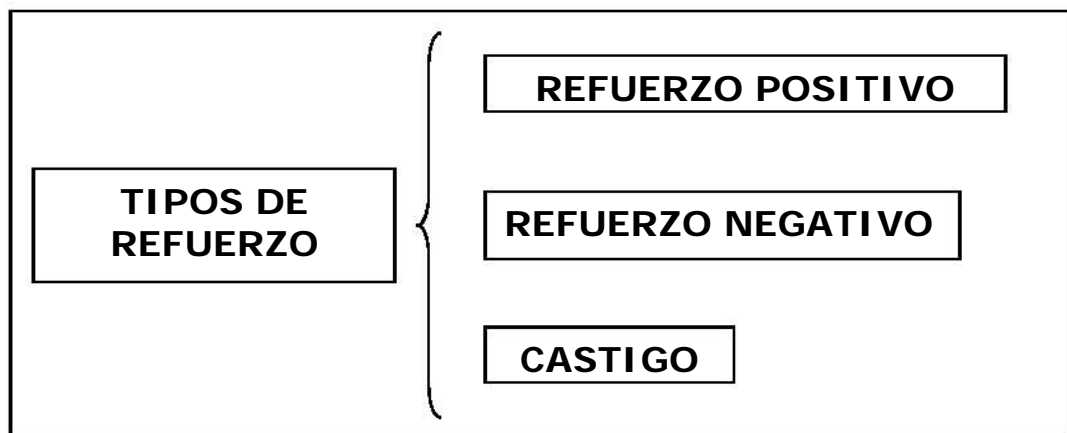 REFUERZO POSITIVO
TIPOS DE
REFUERZO
REFUERZO NEGATIVO
CASTIGO